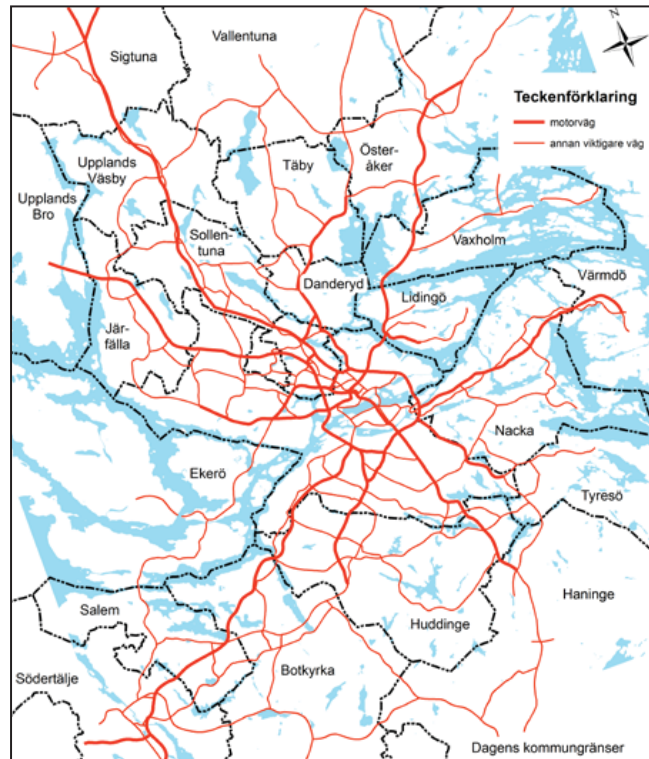 Vallentuna
N
Sigtuna
Teckenförklaring
motorväg
annan viktigare väg
Upplands
Väsby
Täby
Öster-
åker
Upplands
Bro
Sollen-
tuna
Vaxholm
Danderyd
Värmdö
Lidingö
Jär-
fälla
Nacka
Ekerö
Tyresö
Haninge
Salem
Huddinge
Botkyrka
Södertälje
Dagens kommungränser